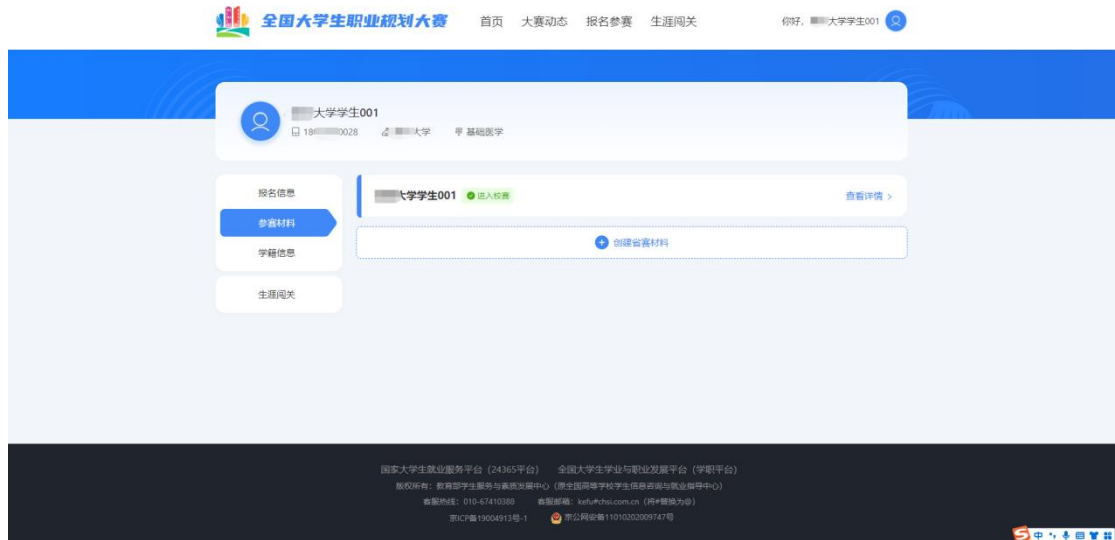 全国大学生职业规划大赛 首页 大赛动态 报名参赛 生涯闯关 你好, 大学学生001
大学学生001
18 0028 大学 基础医学
报名信息
大学学生001 进入校赛 查看详情 >
参赛材料
创建省赛材料
学籍信息
生涯闯关
国家大学生就业服务平台(24365平台) 全国大学生学业与职业发展平台(学职平台)
版权所有:教育部学生服务与素质发展中心(原全国高等学校学生信息咨询与就业指导中心)
客服热线:010-67410388 客服邮箱:kefu#chsi.com.cn(将#替换为@)
京ICP备19004913号-1 京公网安备11010202009747号
中